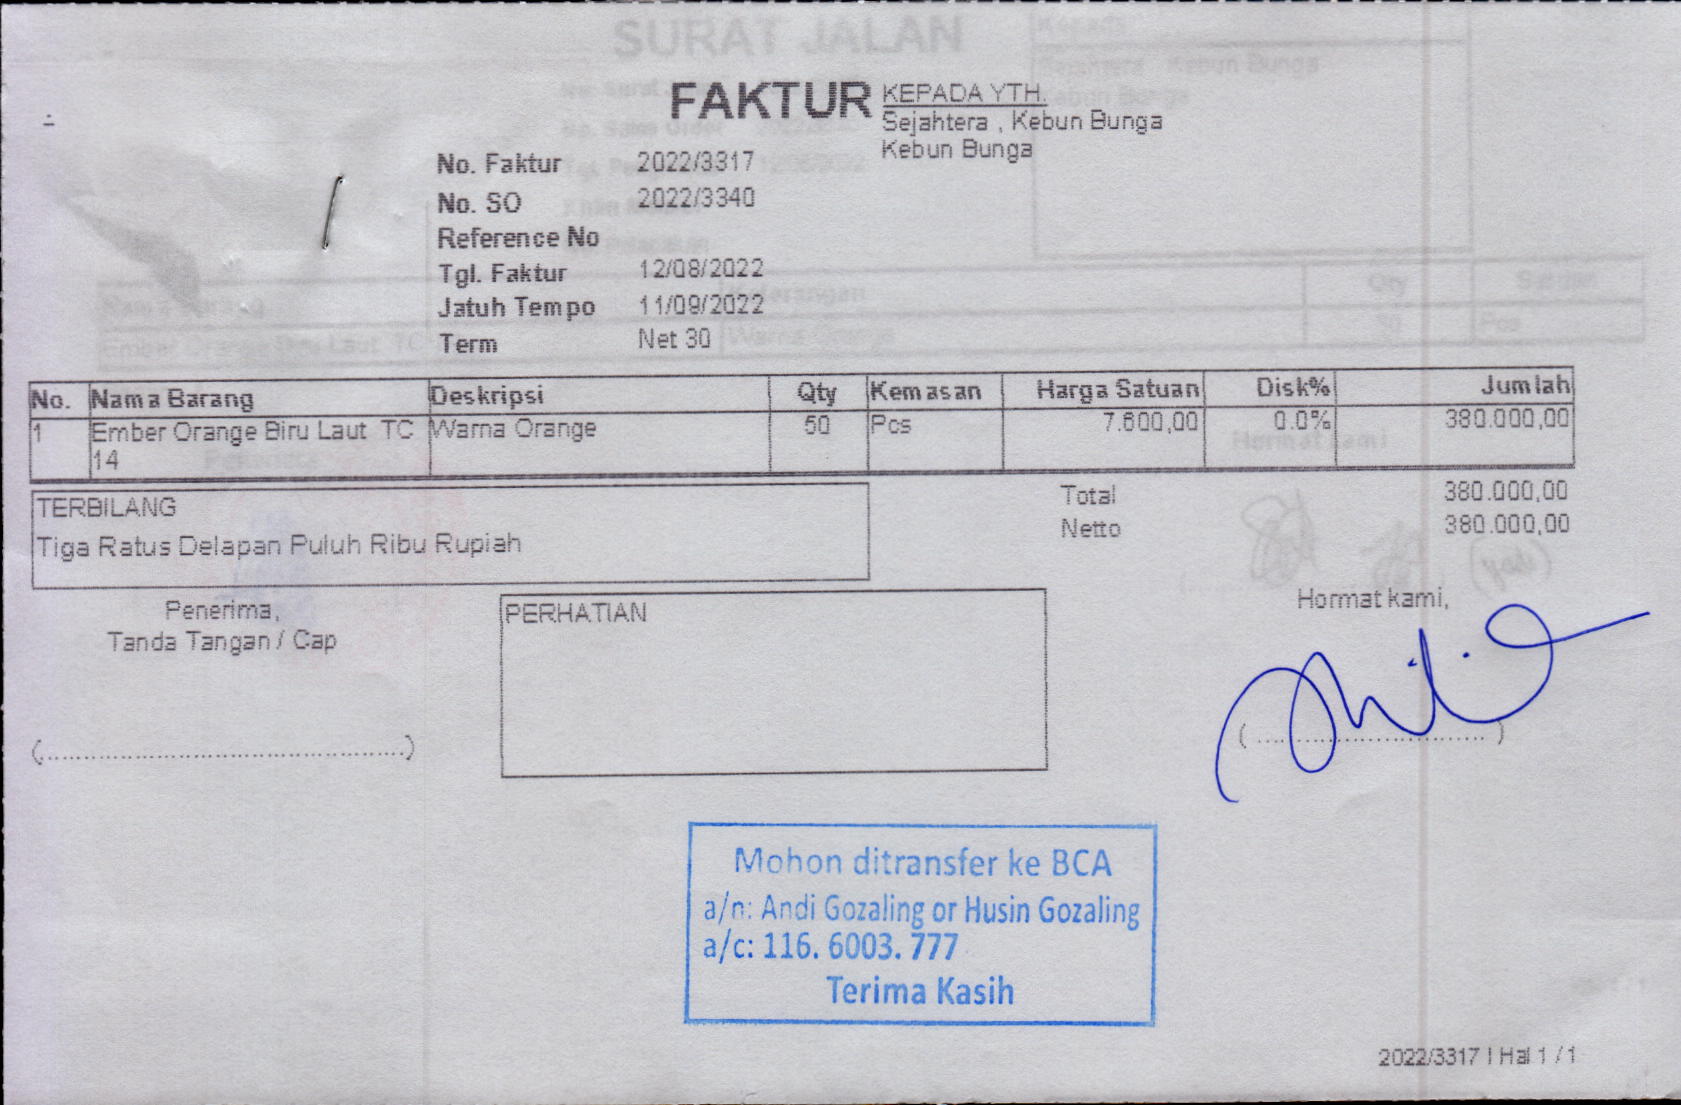 SURAT JALAN
FAKTUR
KEPADA YTH.
Sejahtera , Kebun Bunga
Kebun Bunga
No. Faktur 2022/3317
No. SO 2022/3340
Reference No
Tgl. Faktur 12/08/2022
Jatuh Tempo 11/09/2022
Term Net 30
No. Nama Barang Deskripsi Qty Kemasan Harga Satuan Disk% Jumlah
1 Ember Orange Biru Laut TC Warna Orange 50 Pcs 7.600,00 0.0% 380.000,00
14
TERBILANG
Tiga Ratus Delapan Puluh Ribu Rupiah
Total 380.000,00
Netto 380.000,00
Penerima,
Tanda Tangan / Cap
PERHATIAN
Hormat kami,
(............................................)
(................................)
Mohon ditransfer ke BCA
a/n: Andi Gozaling or Husin Gozaling
a/c: 116. 6003. 777
Terima Kasih
2022/3317 | Hal 1 / 1